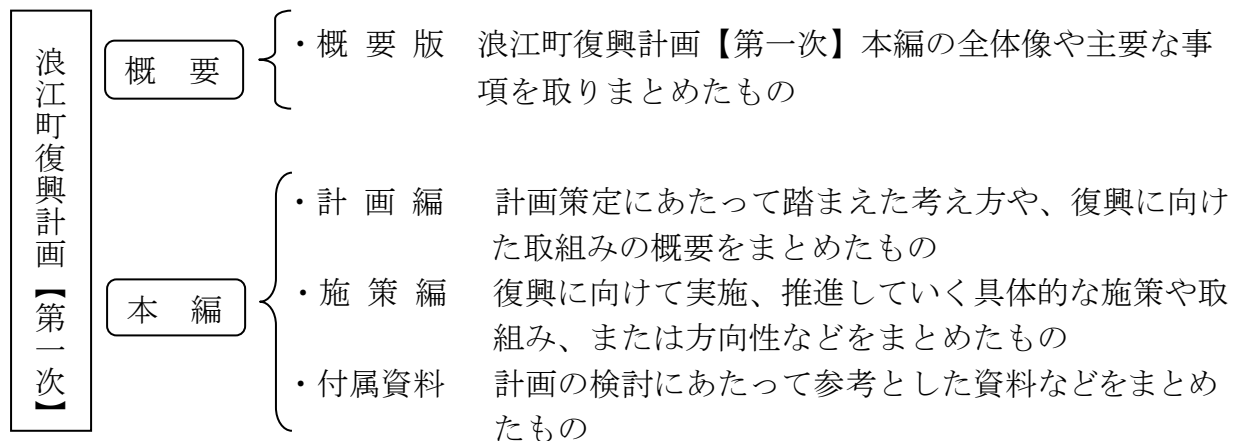 浪江町復興計画【第一次】
概 要
・概 要 版 浪江町復興計画【第一次】本編の全体像や主要な事
項を取りまとめたもの
本 編
・計 画 編 計画策定にあたって踏まえた考え方や、復興に向け
た取組みの概要をまとめたもの
・施 策 編 復興に向けて実施、推進していく具体的な施策や取
組み、または方向性などをまとめたもの
・付属資料 計画の検討にあたって参考とした資料などをまとめ
たもの